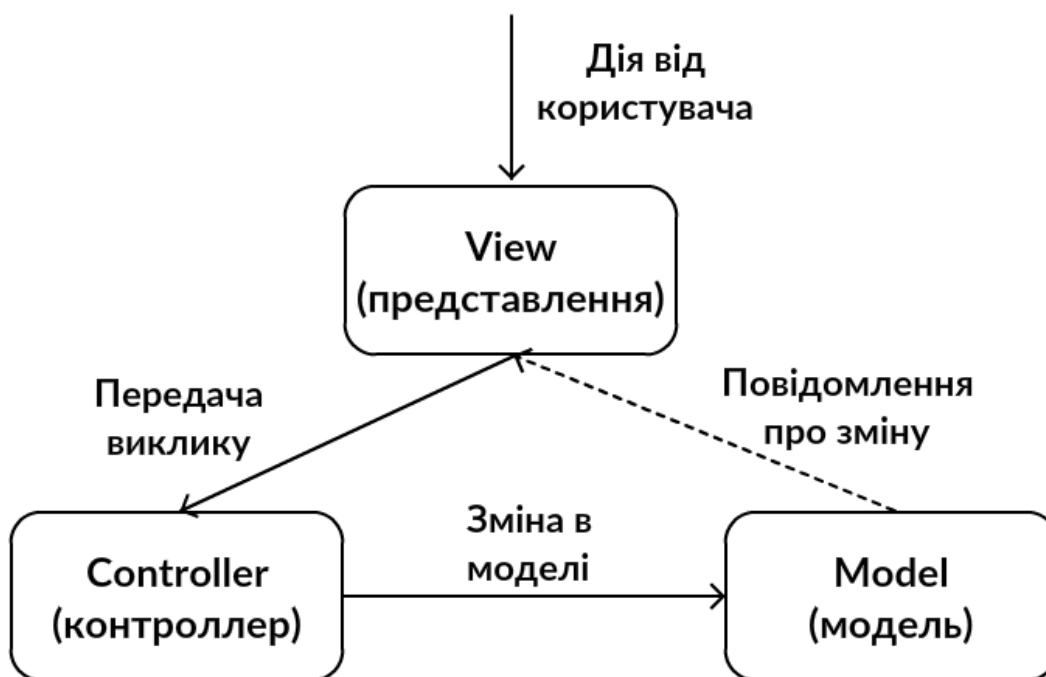 Дія від
користувача
View
(представлення)
Передача
виклику
Повідомлення
про зміну
Зміна в
моделі
Controller
(контроллер)
Model
(модель)